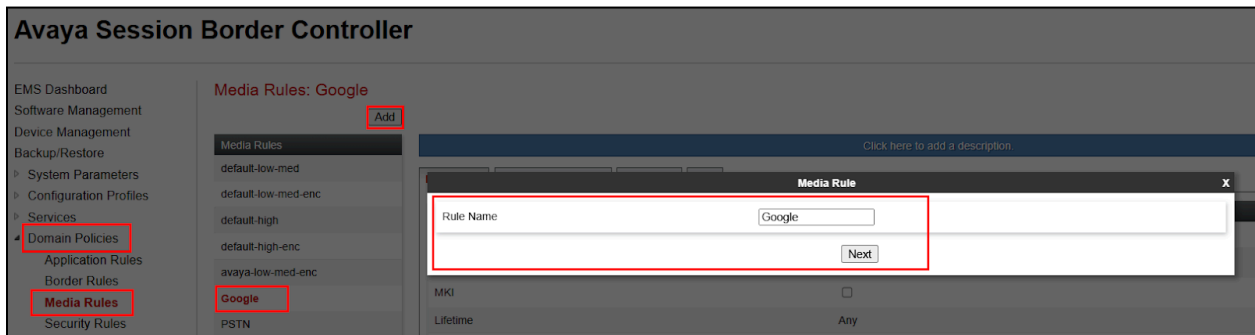 Avaya Session Border Controller
EMS Dashboard
Software Management
Device Management
Backup/Restore
System Parameters
Configuration Profiles
Services
Domain Policies
Application Rules
Border Rules
Media Rules
Security Rules
Media Rules: Google
Add
Media Rules
default-low-med
default-low-med-enc
default-high
default-high-enc
avaya-low-med-enc
Google
PSTN
Click here to add a description.
Media Rule X
Rule Name Google
Next
MKI
Lifetime Any